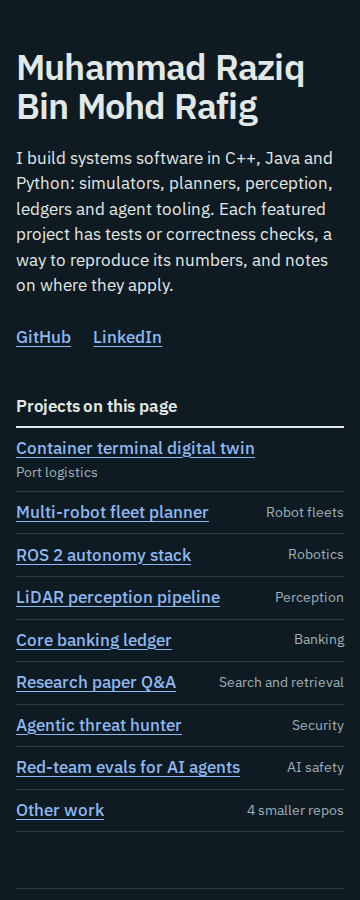 Muhammad Raziq
Bin Mohd Rafig
I build systems software in C++, Java and
Python: simulators, planners, perception,
ledgers and agent tooling. Each featured
project has tests or correctness checks, a
way to reproduce its numbers, and notes
on where they apply.
GitHub LinkedIn
Projects on this page
Container terminal digital twin
Port logistics
Multi-robot fleet planner Robot fleets
ROS 2 autonomy stack Robotics
LiDAR perception pipeline Perception
Core banking ledger Banking
Research paper Q&A Search and retrieval
Agentic threat hunter Security
Red-team evals for AI agents AI safety
Other work 4 smaller repos